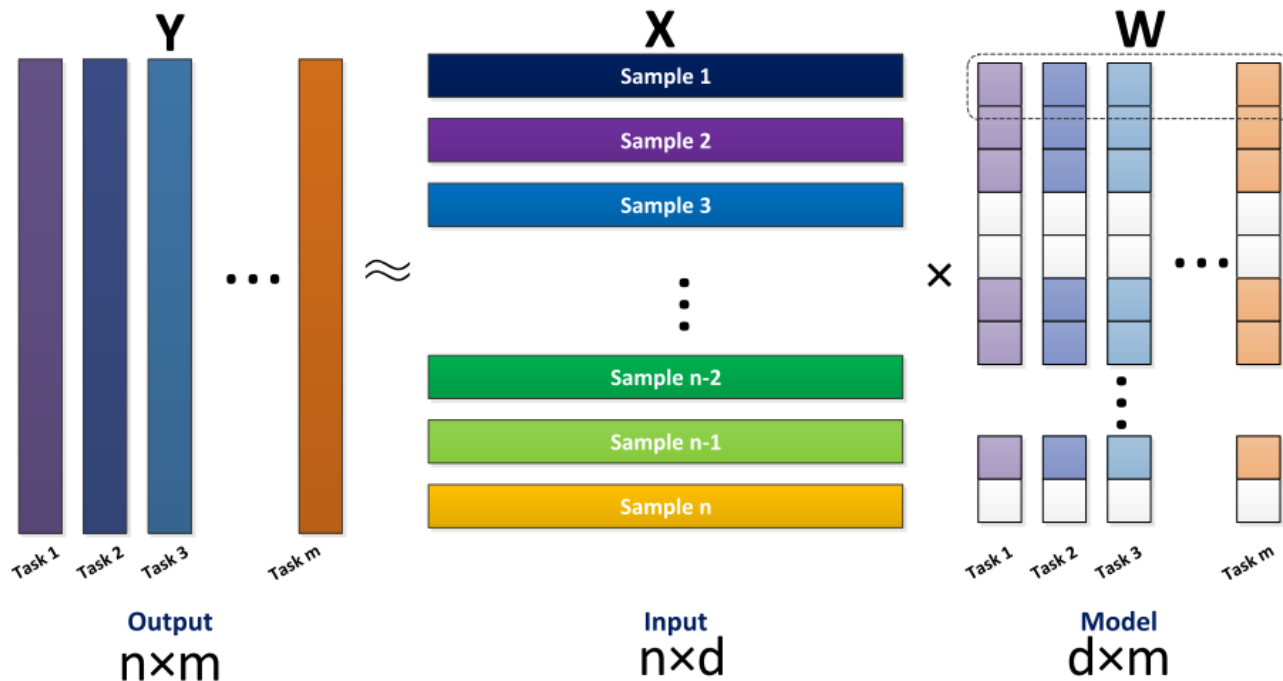 Y
X
W
Sample 1
Sample 2
Sample 3
...
≈
×
...
Sample n-2
Sample n-1
Sample n
Task 1
Task 2
Task 3
Task m
Task 1
Task 2
Task 3
Task m
Output
Input
Model
n×m
n×d
d×m